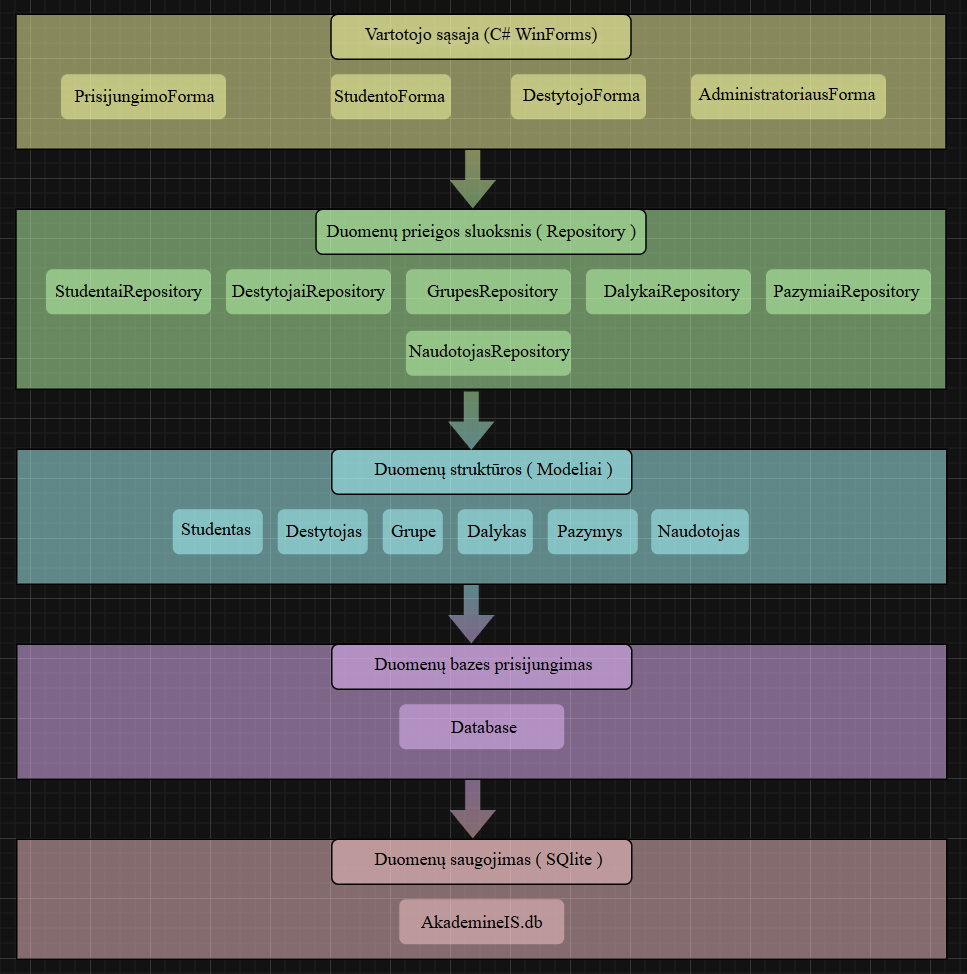 Vartotojo sąsaja (C# WinForms)
PrisijungimoForma
StudentoForma
DestytojoForma
AdministratoriausForma
Duomenų prieigos sluoksnis ( Repository )
StudentaiRepository
DestytojaiRepository
GrupesRepository
DalykaiRepository
PazymiaiRepository
NaudotojasRepository
Duomenų struktūros ( Modeliai )
Studentas
Destytojas
Grupe
Dalykas
Pazymys
Naudotojas
Duomenų bazes prisijungimas
Database
Duomenų saugojimas ( SQlite )
AkademineIS.db